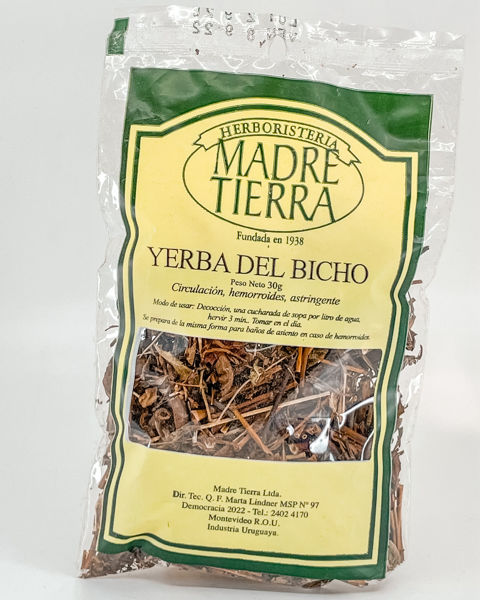 HERBORISTERIA
MADRE
TIERRA
Fundada en 1938
YERBA DEL BICHO
Peso Neto 30g
Circulación, hemorroides, astringente
Modo de usar: Decocción, una cucharada de sopa por litro de agua,
hervir 3 min. Tomar en el día.
Se prepara de la misma forma para baños de asiento en caso de hemorroides.
Madre Tierra Ltda.
Dir. Tec. Q. F. Marta Lindner MSP Nº 97
Democracia 2022 - Tel.: 2402 4170
Montevideo R.O.U.
Industria Uruguaya